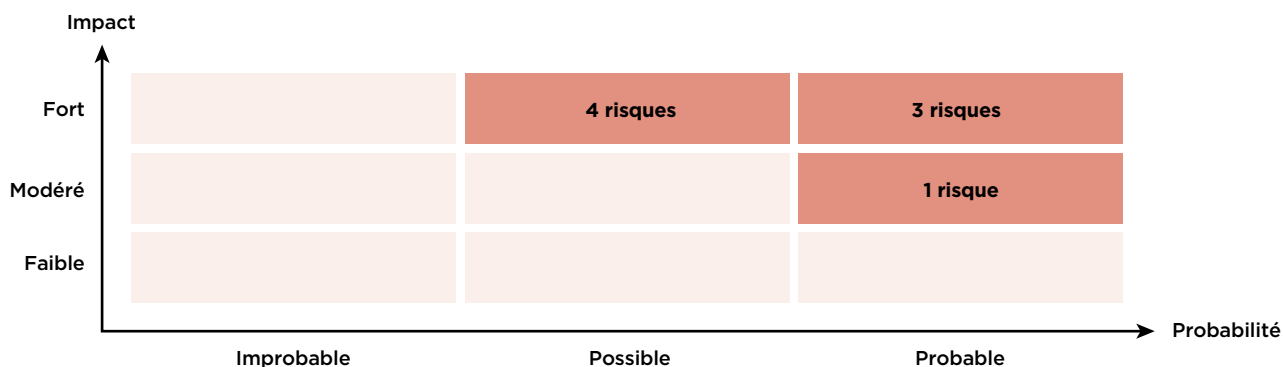 Impact
Fort
4 risques
3 risques
Modéré
1 risque
Faible
Probabilité
Improbable
Possible
Probable